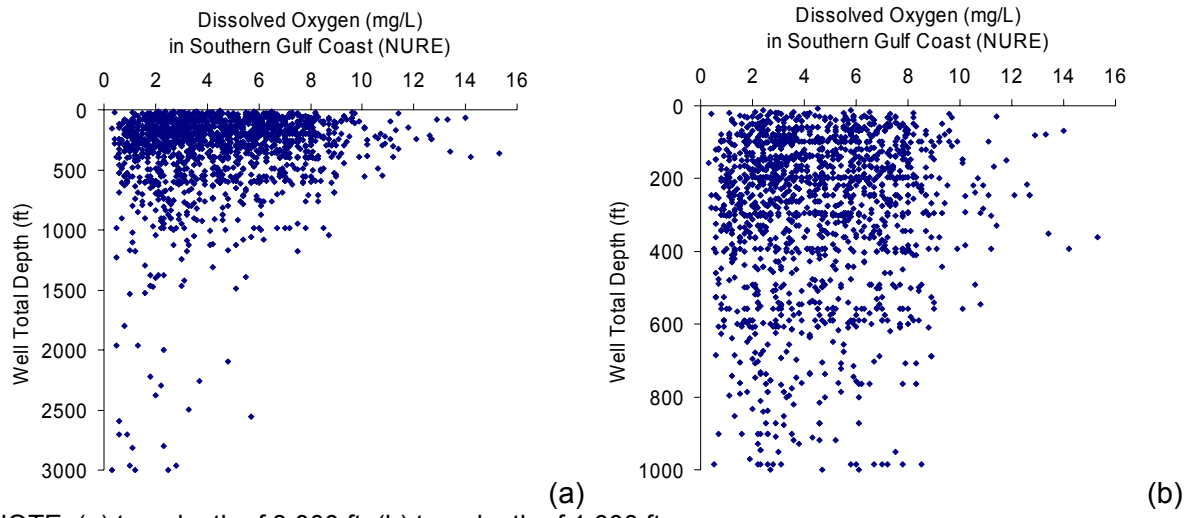 Dissolved Oxygen (mg/L)
in Southern Gulf Coast (NURE)
0 2 4 6 8 10 12 14 16
0
500
1000
1500
2000
2500
3000
Well Total Depth (ft)
(a)
Dissolved Oxygen (mg/L)
in Southern Gulf Coast (NURE)
0 2 4 6 8 10 12 14 16
0
200
400
600
800
1000
Well Total Depth (ft)
(b)